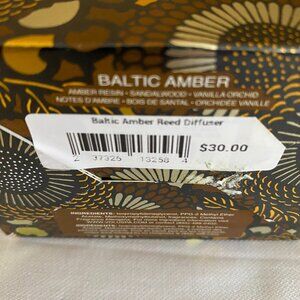 BALTIC AMBER
AMBER RESIN • SANDALWOOD • VANILLA ORCHID
NOTES D'AMBRE • BOIS DE SANTAL • ORCHIDÉE VANILLE
Baltic Amber Reed Diffuser
$30.00
2 37326 13258 4
INGREDIENTS: